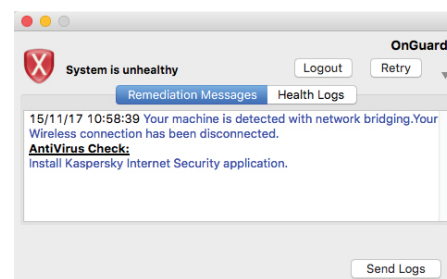 OnGuard
System is unhealthy
Logout
Retry
Remediation Messages
Health Logs
15/11/17 10:58:39 Your machine is detected with network bridging.Your
Wireless connection has been disconnected.
AntiVirus Check:
Install Kaspersky Internet Security application.
Send Logs